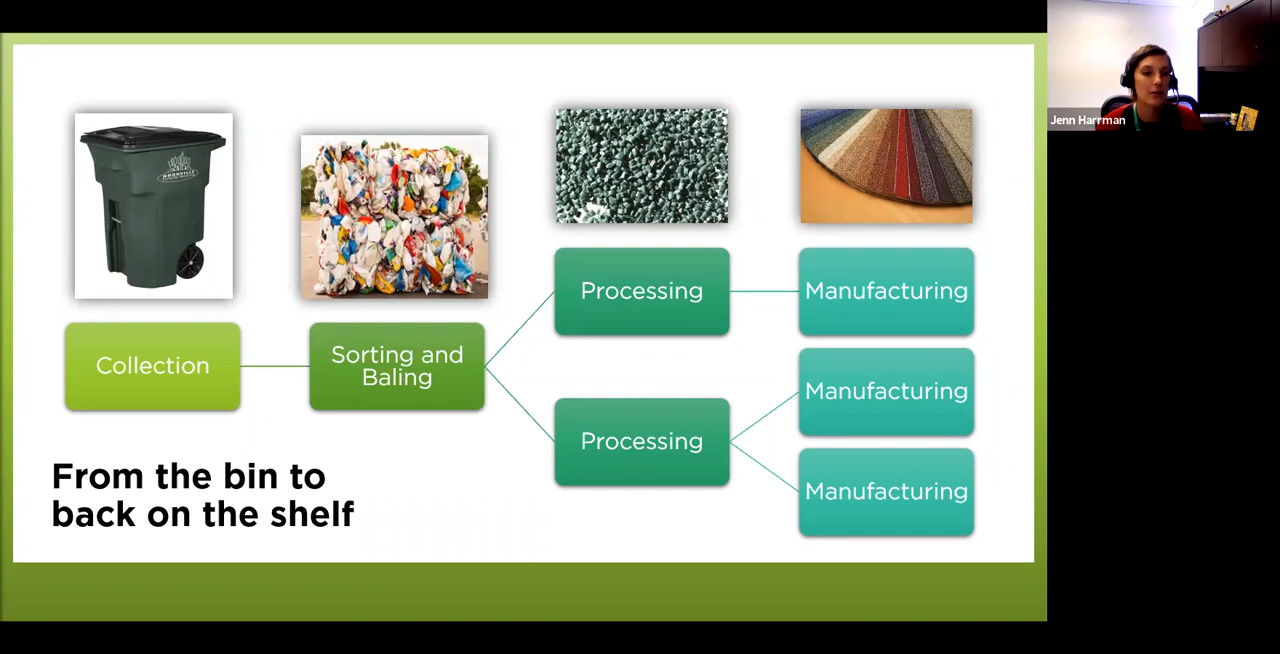 Jenn Harrman
NASHVILLE
Collection
Sorting and
Baling
Processing
Manufacturing
Manufacturing
Processing
Manufacturing
From the bin to
back on the shelf